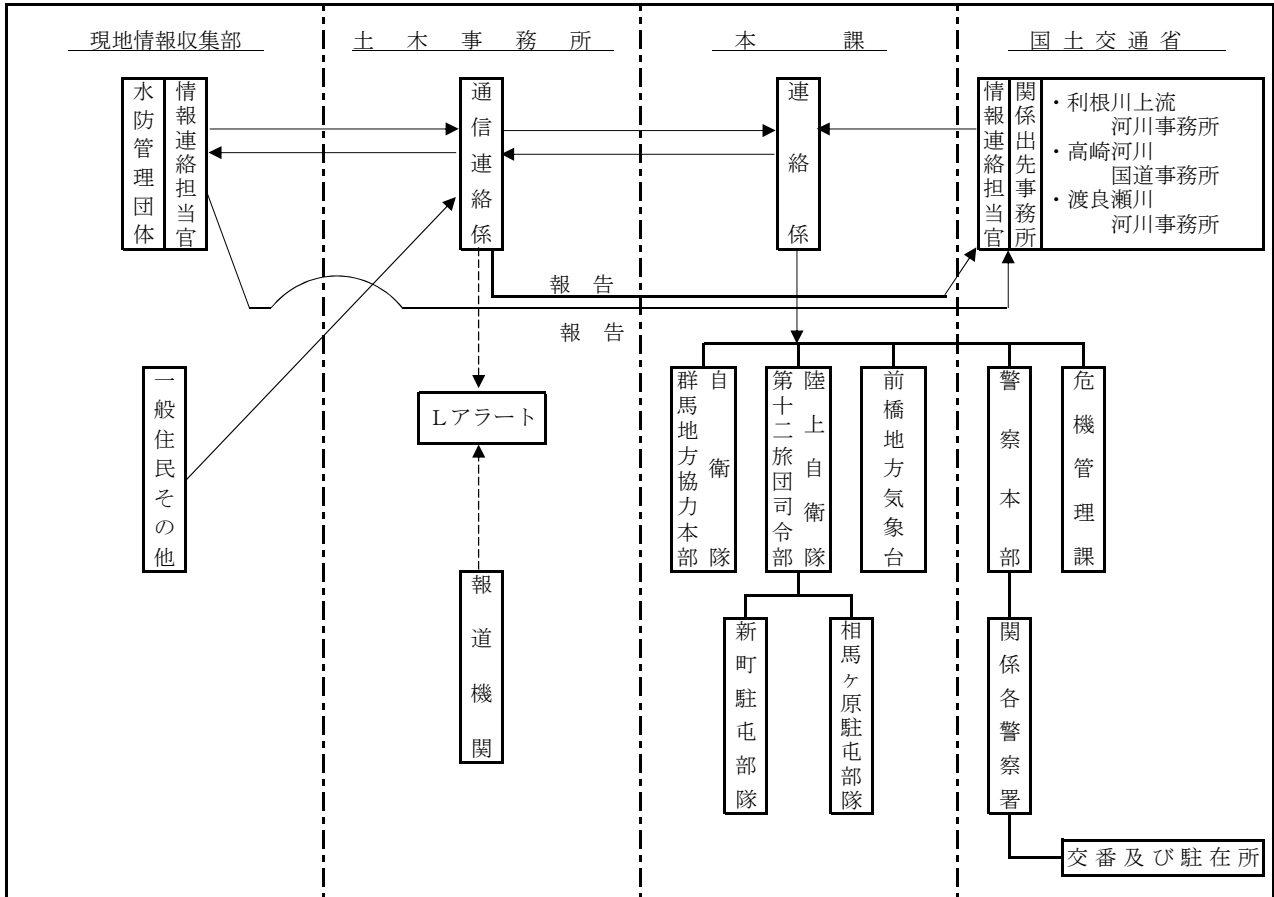 現地情報収集部
土木事務所
本課
国土交通省
水防管理団体
情報連絡担当官
通信連絡係
連絡係
情報連絡担当官
関係出先事務所
・利根川上流
河川事務所
・高崎河川
国道事務所
・渡良瀬川
河川事務所
報告
報告
一般住民その他
Lアラート
報道機関
自衛隊
群馬地方協力本部
陸上自衛隊
第十二旅団司令部
前橋地方気象台
警察本部
危機管理課
新町駐屯部隊
相馬ヶ原駐屯部隊
関係各警察署
交番及び駐在所